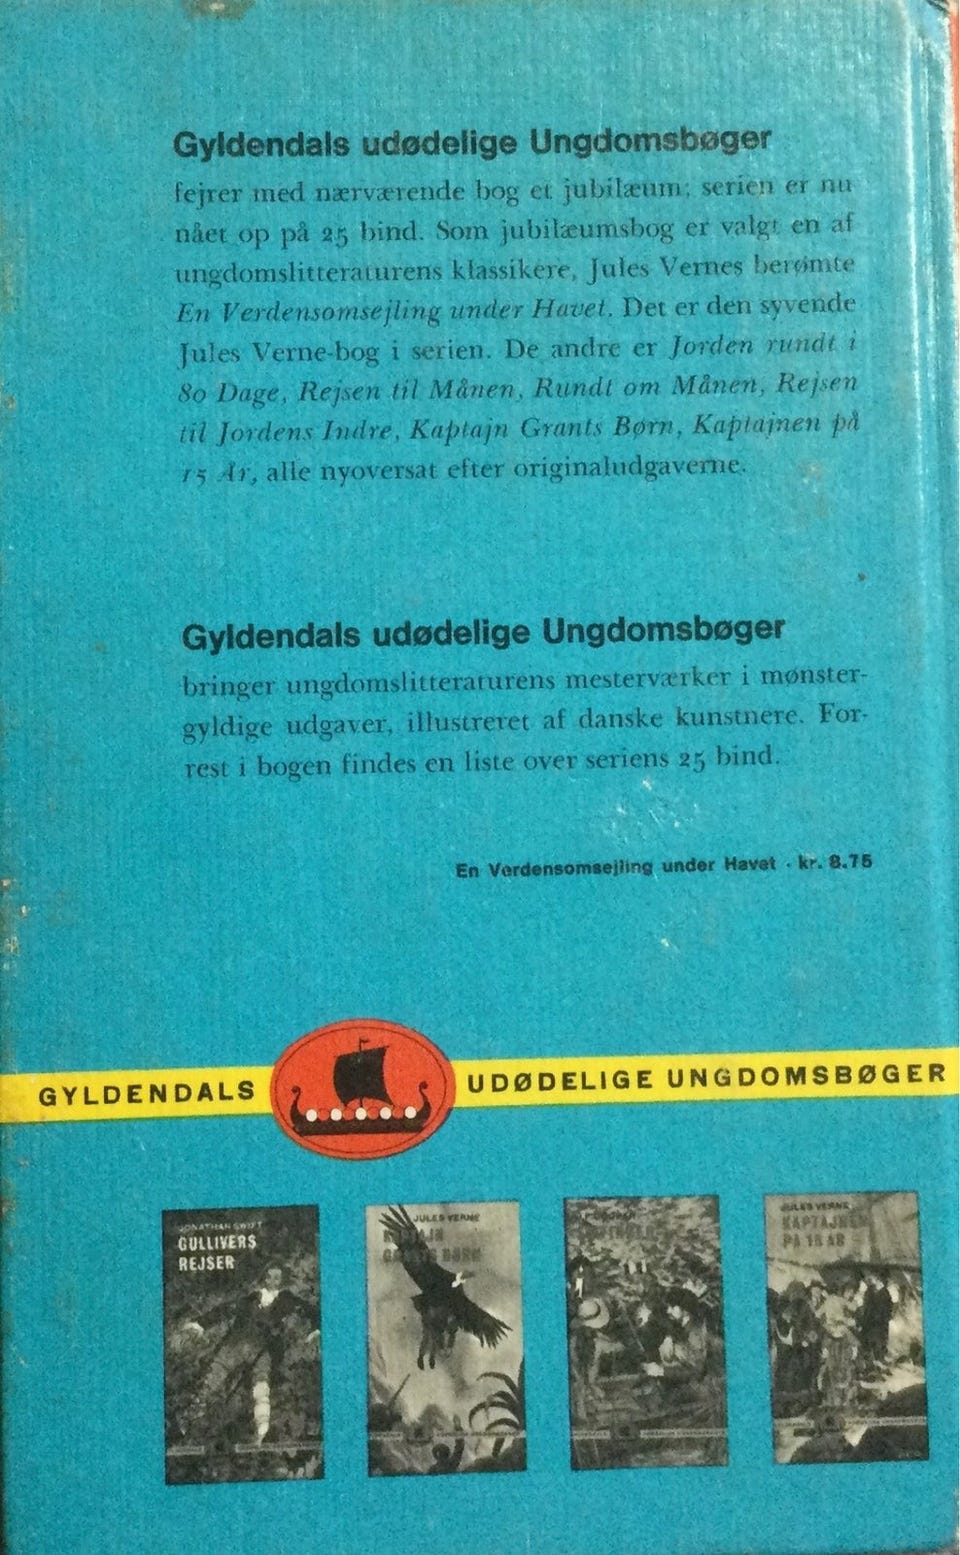 Gyldendals udødelige Ungdomsbøger
fejrer med nærværende bog et jubilæum; serien er nu
nået op på 25 bind. Som jubilæumsbog er valgt en af
ungdomslitteraturens klassikere, Jules Vernes berømte
En Verdensomsejling under Havet. Det er den syvende
Jules Verne-bog i serien. De andre er Jorden rundt i
80 Dage, Rejsen til Månen, Rundt om Månen, Rejsen
til Jordens Indre, Kaptajn Grants Børn, Kaptajnen på
15 År, alle nyoversat efter originaludgaverne.
Gyldendals udødelige Ungdomsbøger
bringer ungdomslitteraturens mesterværker i mønster-
gyldige udgaver, illustreret af danske kunstnere. For-
rest i bogen findes en liste over seriens 25 bind.
En Verdensomsejling under Havet · kr. 8.75
GYLDENDALS UDØDELIGE UNGDOMSBØGER
JONATHAN SWIFT
GULLIVERS
REJSER
JULES VERNE
KAPTAJN
GRANTS BØRN
JULES VERNE
KAPTAJNEN
PÅ 15 ÅR